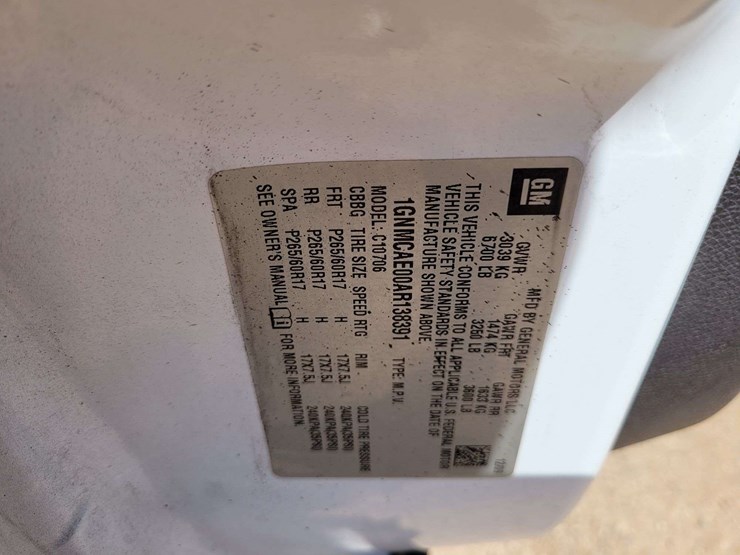 GM
MFD BY GENERAL MOTORS LLC
12/09
GVWR GAWR FRT GAWR RR
3039 KG 1474 KG 1633 KG
6700 LB 3250 LB 3600 LB
THIS VEHICLE CONFORMS TO ALL APPLICABLE U.S. FEDERAL MOTOR
VEHICLE SAFETY STANDARDS IN EFFECT ON THE DATE OF
MANUFACTURE SHOWN ABOVE.
1GNMCAE00AR138391 TYPE: M.P.V.
MODEL: C10706
CBBG TIRE SIZE SPEED RTG RIM COLD TIRE PRESSURE
FRT P265/60R17 H 17X7.5J 240KPA(35PSI)
RR P265/60R17 H 17X7.5J 240KPA(35PSI)
SPA P265/60R17 H 17X7.5J 240KPA(35PSI)
SEE OWNER'S MANUAL FOR MORE INFORMATION.